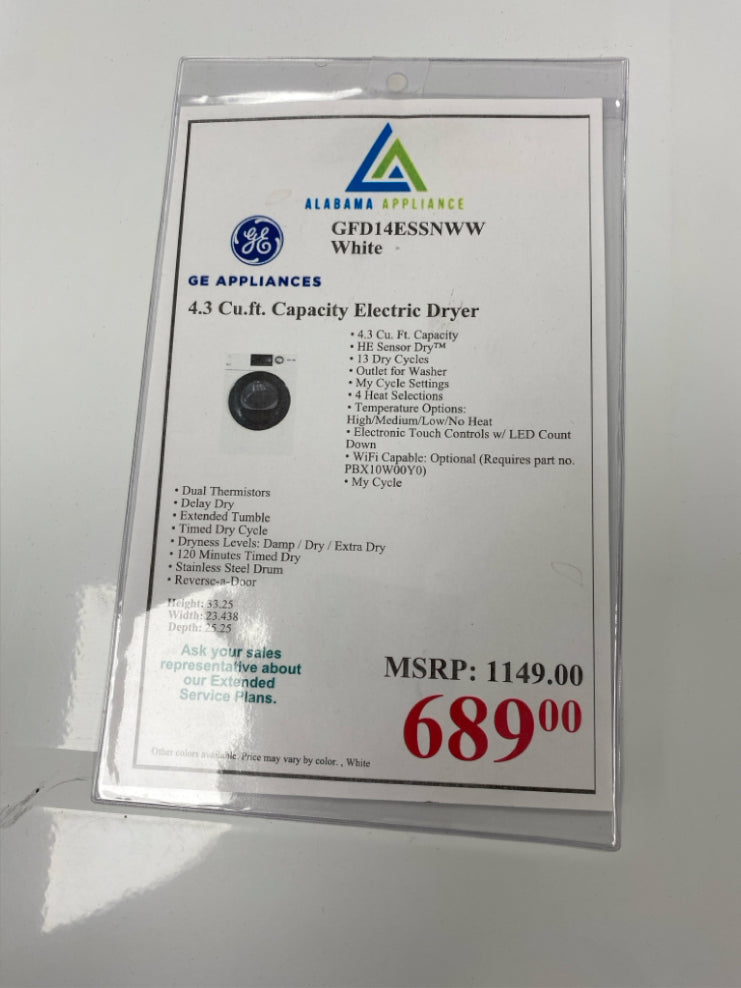 ALABAMA APPLIANCE
GE
GFDI4ESSNWW
White
GE APPLIANCES
4.3 Cu.ft. Capacity Electric Dryer
• 4.3 Cu. Ft. Capacity
• HE Sensor Dry™
• 13 Dry Cycles
• Outlet for Washer
• My Cycle Settings
• 4 Heat Selections
• Temperature Options:
High/Medium/Low/No Heat
• Electronic Touch Controls w/ LED Count
Down
• WiFi Capable: Optional (Requires part no.
PBX10W00Y0)
• My Cycle
• Dual Thermistors
• Delay Dry
• Extended Tumble
• Timed Dry Cycle
• Dryness Levels: Damp / Dry / Extra Dry
• 120 Minutes Timed Dry
• Stainless Steel Drum
• Reverse-a-Door
Height: 33.25
Width: 23.438
Depth: 25.25
Ask your sales
representative about
our Extended
Service Plans.
MSRP: 1149.00
68900
Other colors available. Price may vary by color. , White